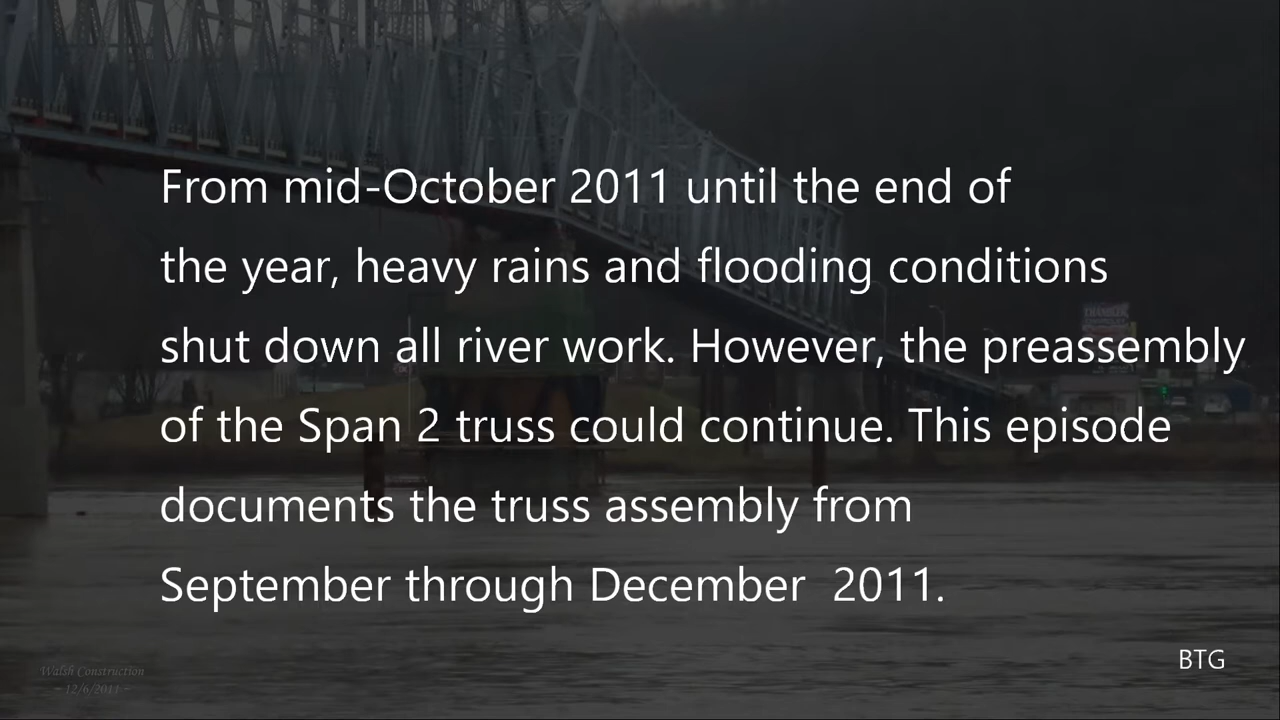 From mid-October 2011 until the end of
the year, heavy rains and flooding conditions
shut down all river work. However, the preassembly
of the Span 2 truss could continue. This episode
documents the truss assembly from
September through December  2011.
BTG
Walsh Construction
~ 12/6/2011 ~